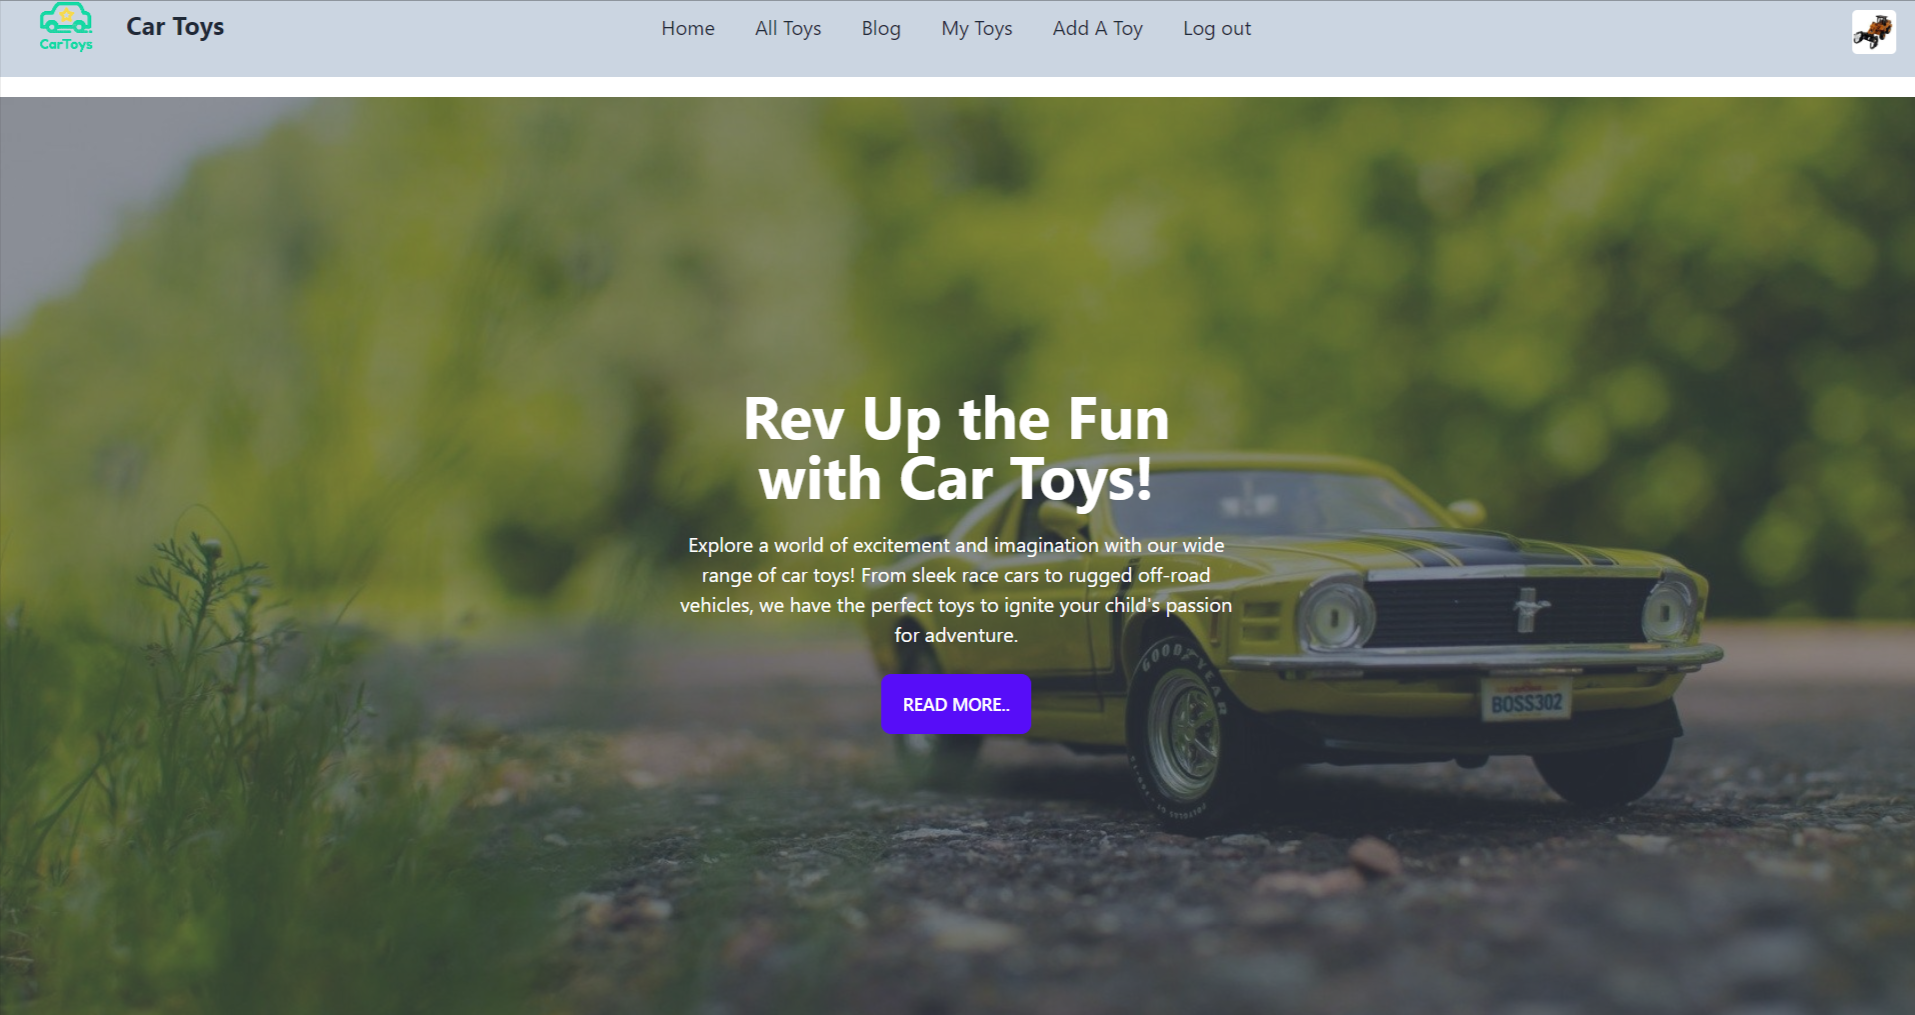 CarToys
Car Toys
Home All Toys Blog My Toys Add A Toy Log out
Rev Up the Fun
with Car Toys!
Explore a world of excitement and imagination with our wide
range of car toys! From sleek race cars to rugged off-road
vehicles, we have the perfect toys to ignite your child's passion
for adventure.
READ MORE..
GOODYEAR
BOSS302